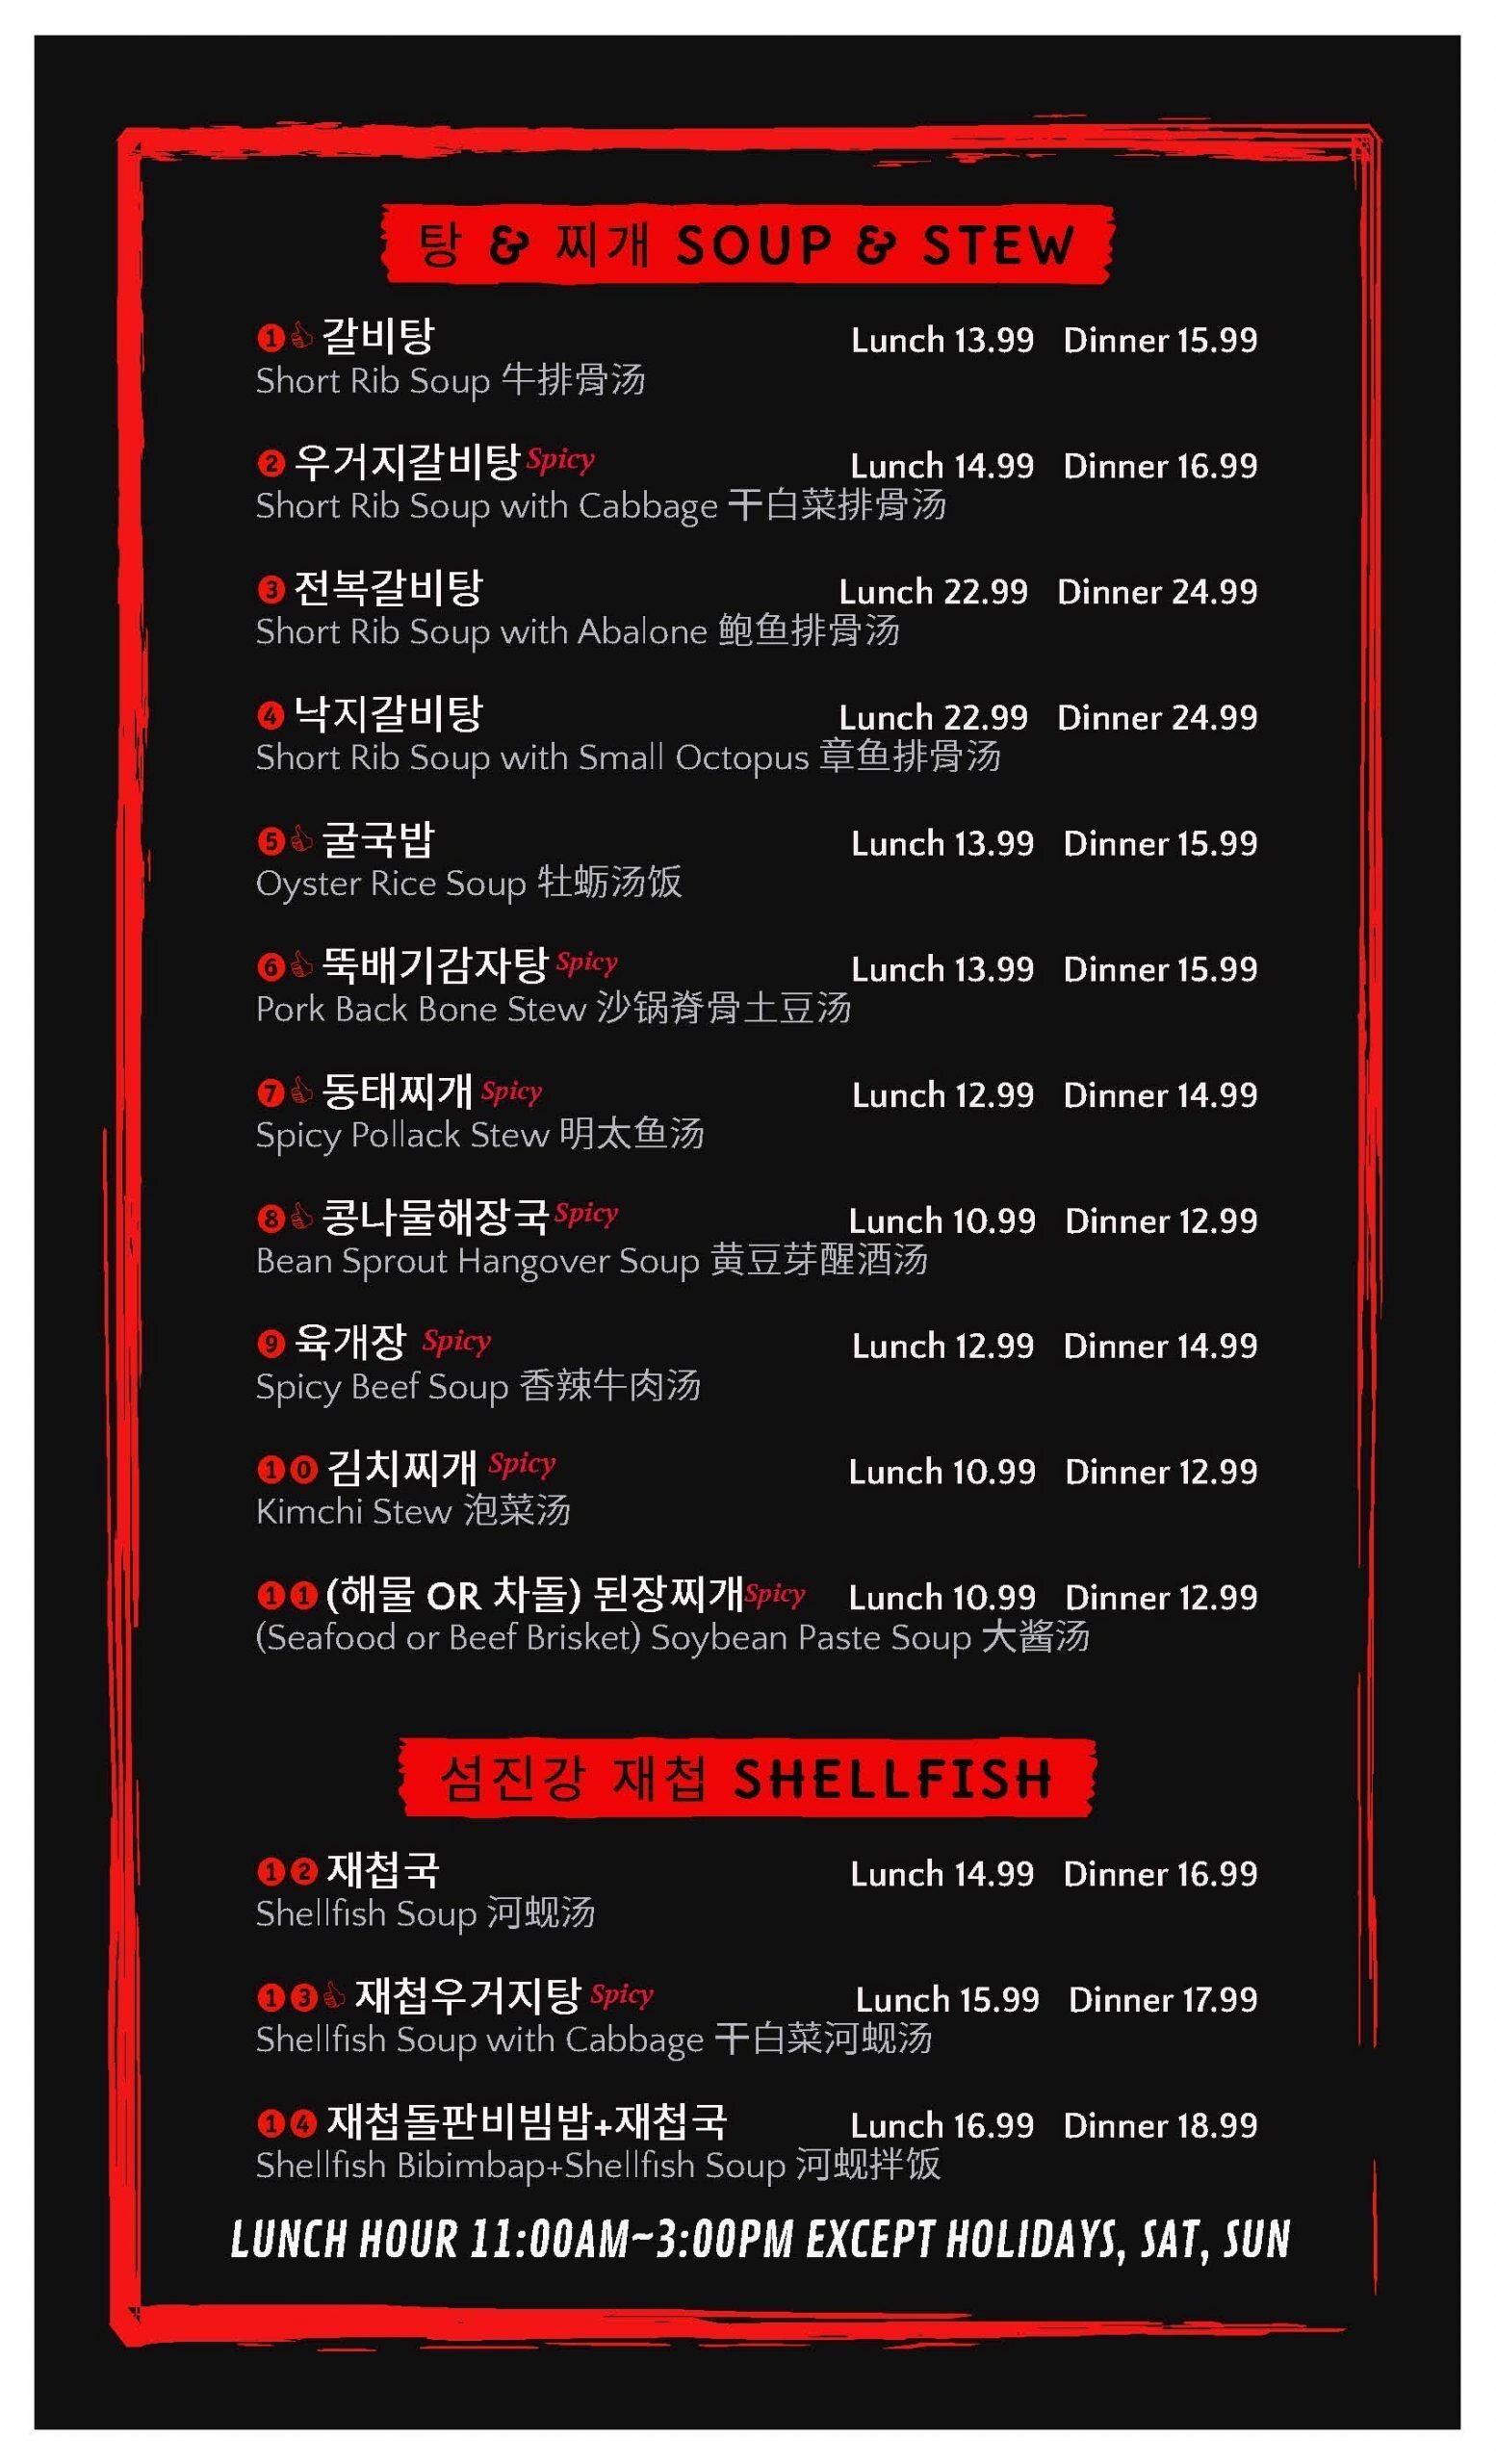 탕 & 찌개 SOUP & STEW
❶👍 갈비탕 Lunch 13.99 Dinner 15.99
Short Rib Soup 牛排骨汤
❷ 우거지갈비탕 Spicy Lunch 14.99 Dinner 16.99
Short Rib Soup with Cabbage 干白菜排骨汤
❸ 전복갈비탕 Lunch 22.99 Dinner 24.99
Short Rib Soup with Abalone 鲍鱼排骨汤
❹ 낙지갈비탕 Lunch 22.99 Dinner 24.99
Short Rib Soup with Small Octopus 章鱼排骨汤
❺👍 굴국밥 Lunch 13.99 Dinner 15.99
Oyster Rice Soup 牡蛎汤饭
❻👍 뚝배기감자탕 Spicy Lunch 13.99 Dinner 15.99
Pork Back Bone Stew 沙锅脊骨土豆汤
❼👍 동태찌개 Spicy Lunch 12.99 Dinner 14.99
Spicy Pollack Stew 明太鱼汤
❽👍 콩나물해장국 Spicy Lunch 10.99 Dinner 12.99
Bean Sprout Hangover Soup 黄豆芽醒酒汤
❾ 육개장 Spicy Lunch 12.99 Dinner 14.99
Spicy Beef Soup 香辣牛肉汤
❶⓿ 김치찌개 Spicy Lunch 10.99 Dinner 12.99
Kimchi Stew 泡菜汤
❶❶ (해물 OR 차돌) 된장찌개 Spicy Lunch 10.99 Dinner 12.99
(Seafood or Beef Brisket) Soybean Paste Soup 大酱汤
섬진강 재첩 SHELLFISH
❶❷ 재첩국 Lunch 14.99 Dinner 16.99
Shellfish Soup 河蚬汤
❶❸👍 재첩우거지탕 Spicy Lunch 15.99 Dinner 17.99
Shellfish Soup with Cabbage 干白菜河蚬汤
❶❹ 재첩돌판비빔밥+재첩국 Lunch 16.99 Dinner 18.99
Shellfish Bibimbap+Shellfish Soup 河蚬拌饭
LUNCH HOUR 11:00AM~3:00PM EXCEPT HOLIDAYS, SAT, SUN